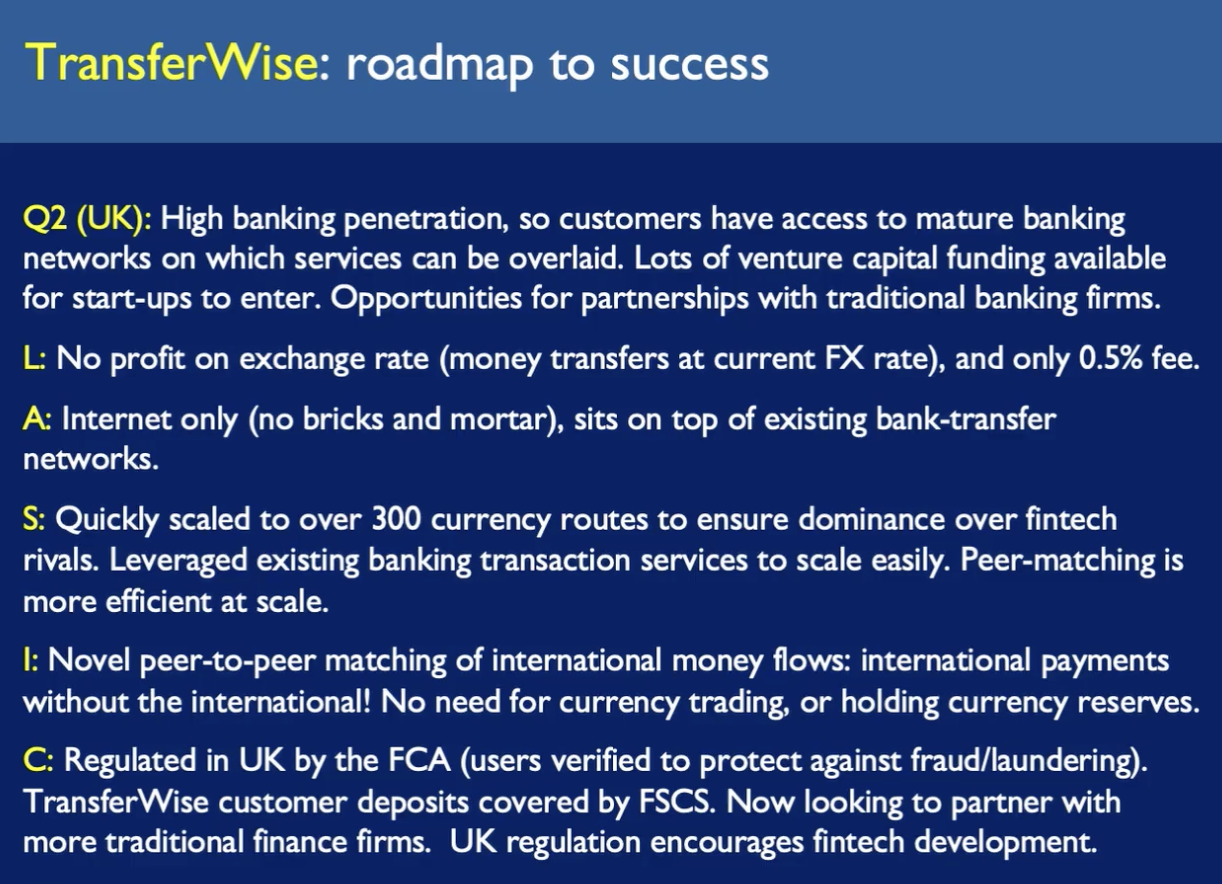 TransferWise: roadmap to success
Q2 (UK): High banking penetration, so customers have access to mature banking
networks on which services can be overlaid. Lots of venture capital funding available
for start-ups to enter. Opportunities for partnerships with traditional banking firms.
L: No profit on exchange rate (money transfers at current FX rate), and only 0.5% fee.
A: Internet only (no bricks and mortar), sits on top of existing bank-transfer
networks.
S: Quickly scaled to over 300 currency routes to ensure dominance over fintech
rivals. Leveraged existing banking transaction services to scale easily. Peer-matching is
more efficient at scale.
I: Novel peer-to-peer matching of international money flows: international payments
without the international! No need for currency trading, or holding currency reserves.
C: Regulated in UK by the FCA (users verified to protect against fraud/laundering).
TransferWise customer deposits covered by FSCS. Now looking to partner with
more traditional finance firms.  UK regulation encourages fintech development.